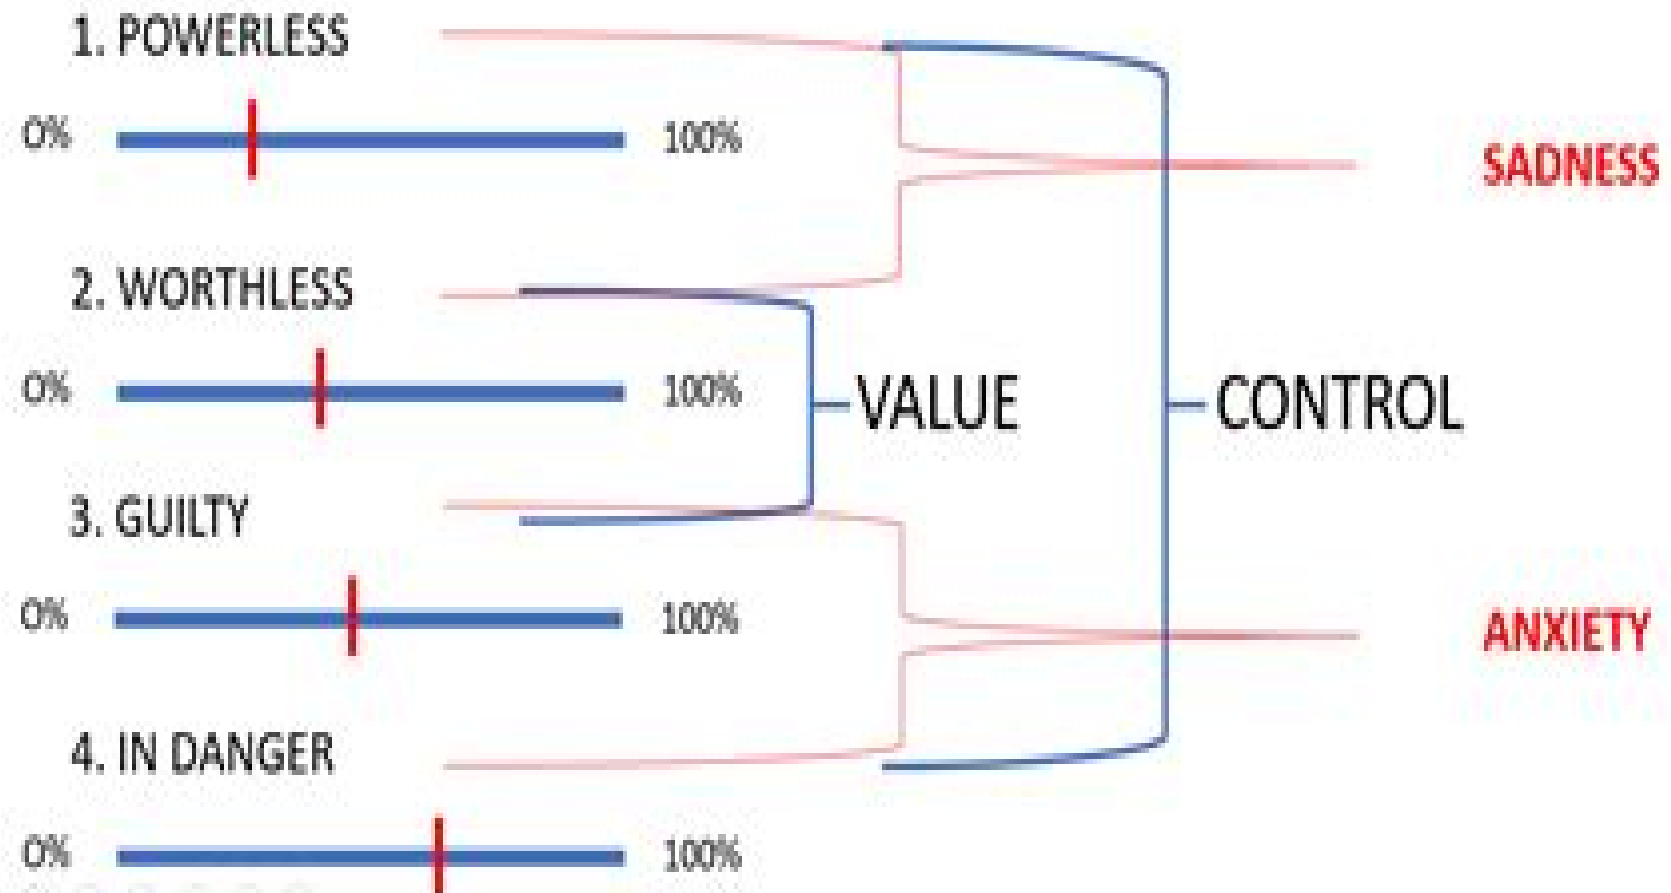 1. POWERLESS
0% 100%
SADNESS
2. WORTHLESS
0% 100%
VALUE
CONTROL
3. GUILTY
0% 100%
ANXIETY
4. IN DANGER
0% 100%